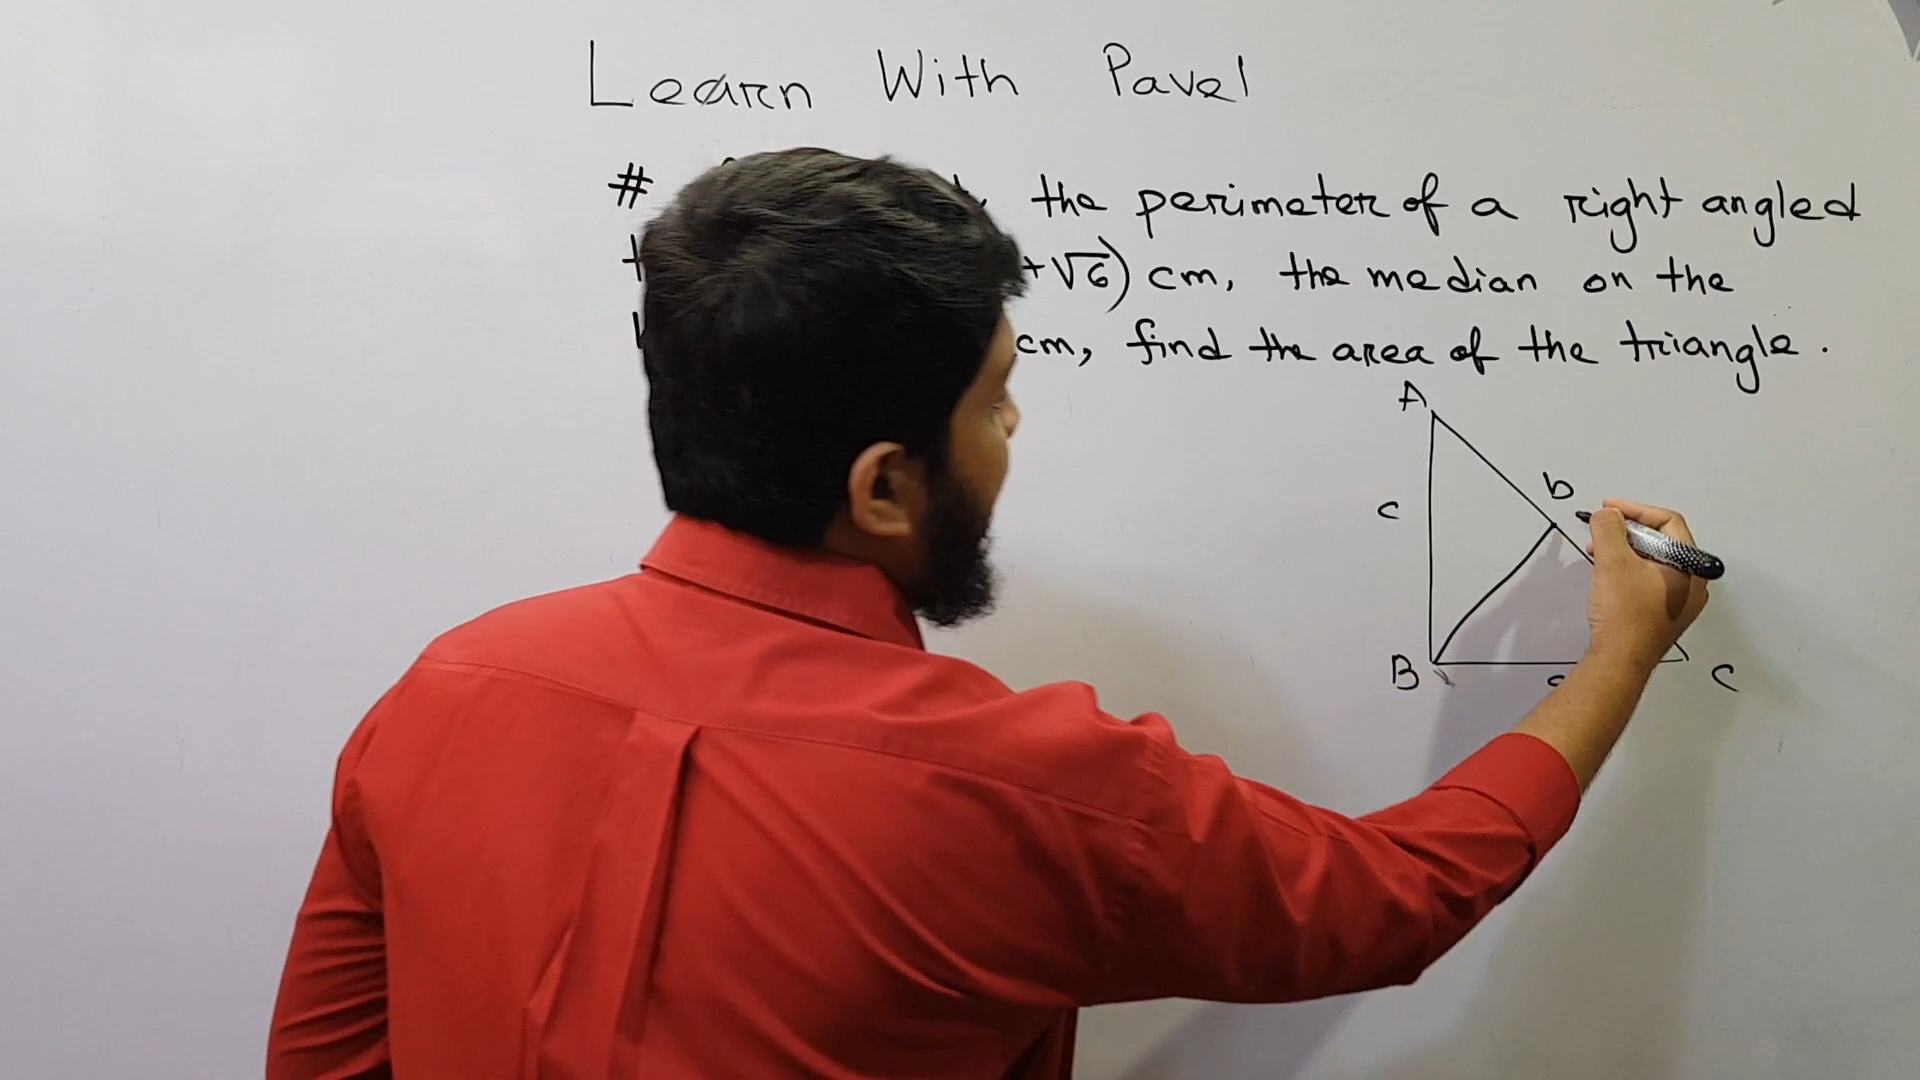 Learn With Pavel
# the perimeter of a right angled
+√6) cm, the median on the
cm, find the area of the triangle.
A
b
c
B
C